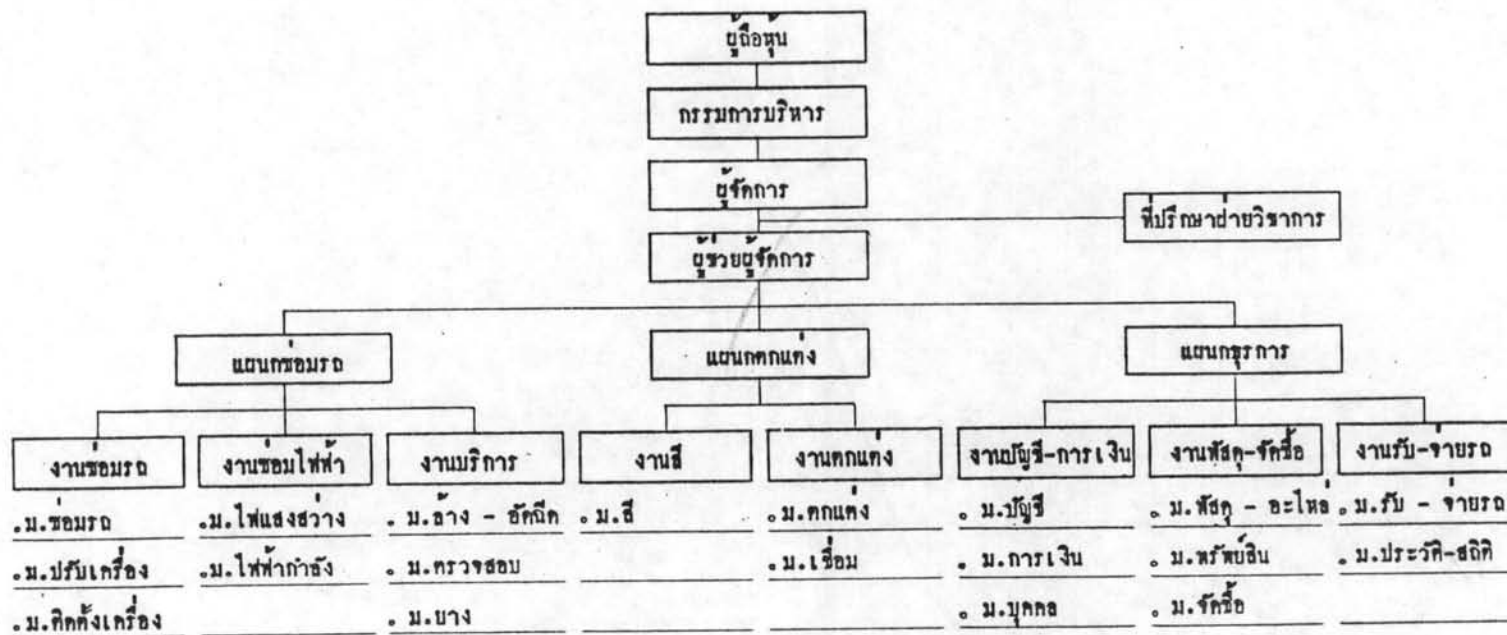 ผู้ถือหุ้น
กรรมการบริหาร
ผู้จัดการ
ที่ปรึกษาฝ่ายวิชาการ
ผู้ช่วยผู้จัดการ
แผนกซ่อมรถ แผนกตกแต่ง แผนกธุรการ
งานซ่อมรถ งานซ่อมไฟฟ้า งานบริการ งานสี งานตกแต่ง งานบัญชี-การเงิน งานพัสดุ-จัดซื้อ งานรับ-จ่ายรถ
ม.ซ่อมรถ ม.ไฟแสงสว่าง ม.ล้าง - อัดฉีด ม.สี ม.ตกแต่ง ม.บัญชี ม.พัสดุ - อะไหล่ ม.รับ - จ่ายรถ
ม.ปรับเครื่อง ม.ไฟฟ้ากำลัง ม.ตรวจสอบ ม.เชื่อม ม.การเงิน ม.ทรัพย์สิน ม.ประวัติ-สถิติ
ม.ติดตั้งเครื่อง ม.ยาง ม.บุคคล ม.จัดซื้อ